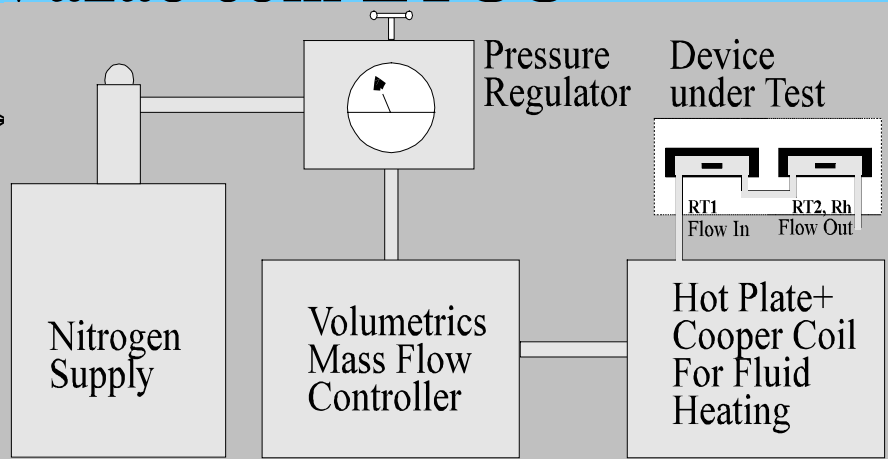 Pressure
Regulator
Device
under Test
RT1
Flow In
RT2, Rh
Flow Out
Nitrogen
Supply
Volumetrics
Mass Flow
Controller
Hot Plate+
Cooper Coil
For Fluid
Heating